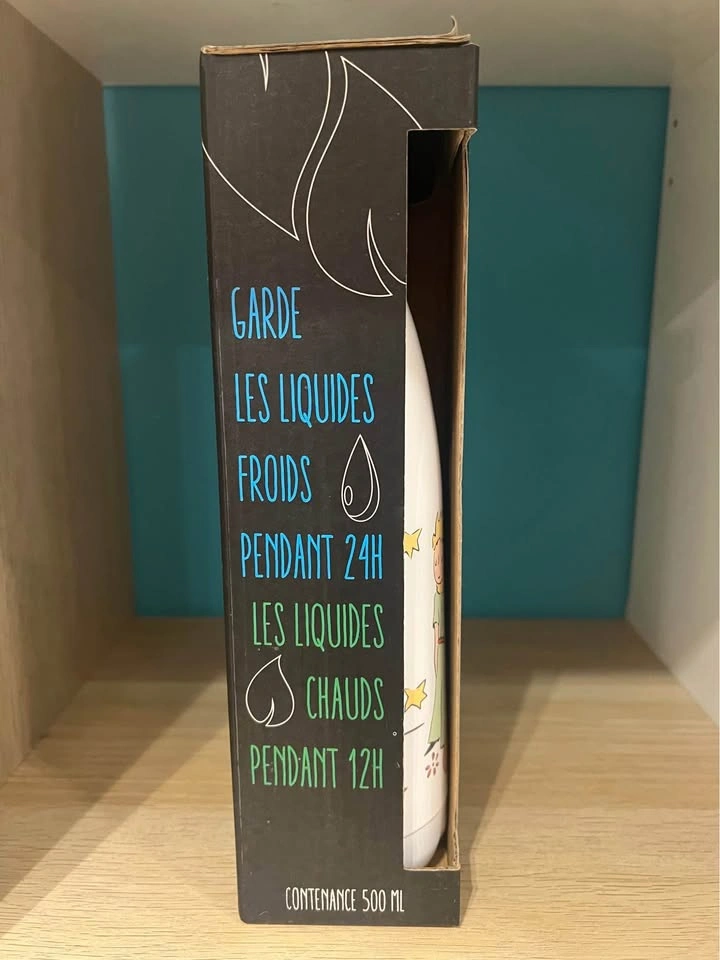 GARDE
LES LIQUIDES
FROIDS
PENDANT 24H
LES LIQUIDES
CHAUDS
PENDANT 12H
CONTENANCE 500 ML